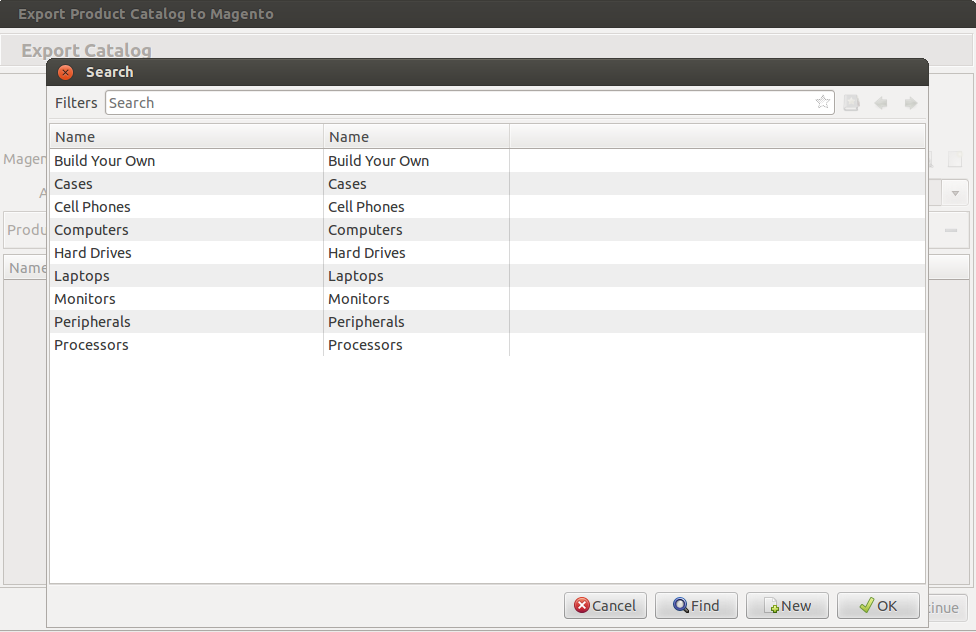 Export Product Catalog to Magento
Export Catalog
Search
Filters Search
Name Name
Build Your Own Build Your Own
Cases Cases
Cell Phones Cell Phones
Computers Computers
Hard Drives Hard Drives
Laptops Laptops
Monitors Monitors
Peripherals Peripherals
Processors Processors
Magen
A
Produ
Name
Cancel Find New OK
tinue